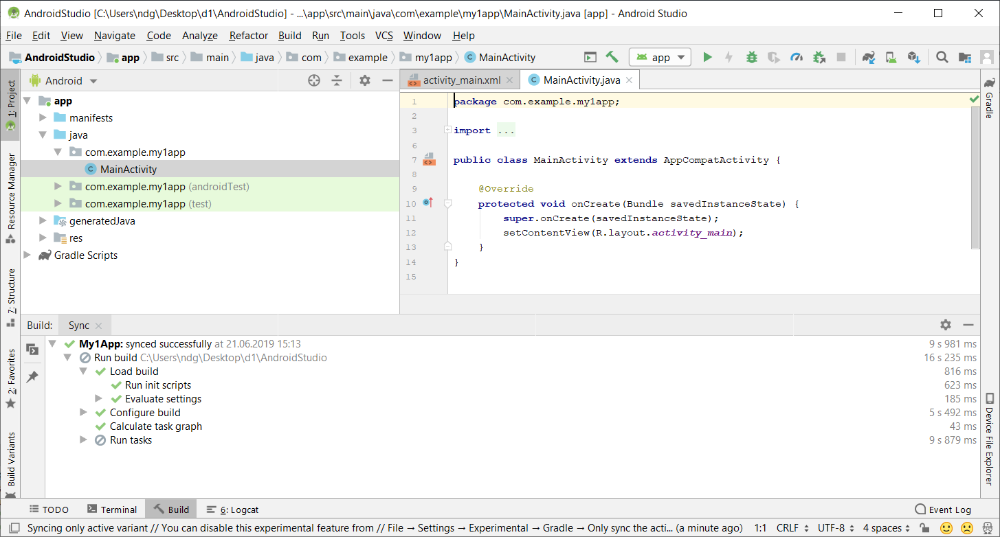 AndroidStudio [C:\Users\ndg\Desktop\d1\AndroidStudio] - ...\app\src\main\java\com\example\my1app\MainActivity.java [app] - Android Studio
File Edit View Navigate Code Analyze Refactor Build Run Tools VCS Window Help
AndroidStudio app src main java com example my1app MainActivity app
Android
activity_main.xml MainActivity.java
1: Project
Resource Manager
7: Structure
2: Favorites
Build Variants
app
manifests
java
com.example.my1app
MainActivity
com.example.my1app (androidTest)
com.example.my1app (test)
generatedJava
res
Gradle Scripts
1 package com.example.my1app;
2
3 import ...
6
7 public class MainActivity extends AppCompatActivity {
8
9 @Override
10 protected void onCreate(Bundle savedInstanceState) {
11 super.onCreate(savedInstanceState);
12 setContentView(R.layout.activity_main);
13 }
14 }
15
Gradle
Device File Explorer
Build: Sync
My1App: synced successfully at 21.06.2019 15:13 9 s 981 ms
Run build C:\Users\ndg\Desktop\d1\AndroidStudio 16 s 235 ms
Load build 816 ms
Run init scripts 623 ms
Evaluate settings 185 ms
Configure build 5 s 492 ms
Calculate task graph 43 ms
Run tasks 9 s 879 ms
TODO Terminal Build 6: Logcat Event Log
Syncing only active variant // You can disable this experimental feature from // File → Settings → Experimental → Gradle → Only sync the acti... (a minute ago) 1:1 CRLF UTF-8 4 spaces